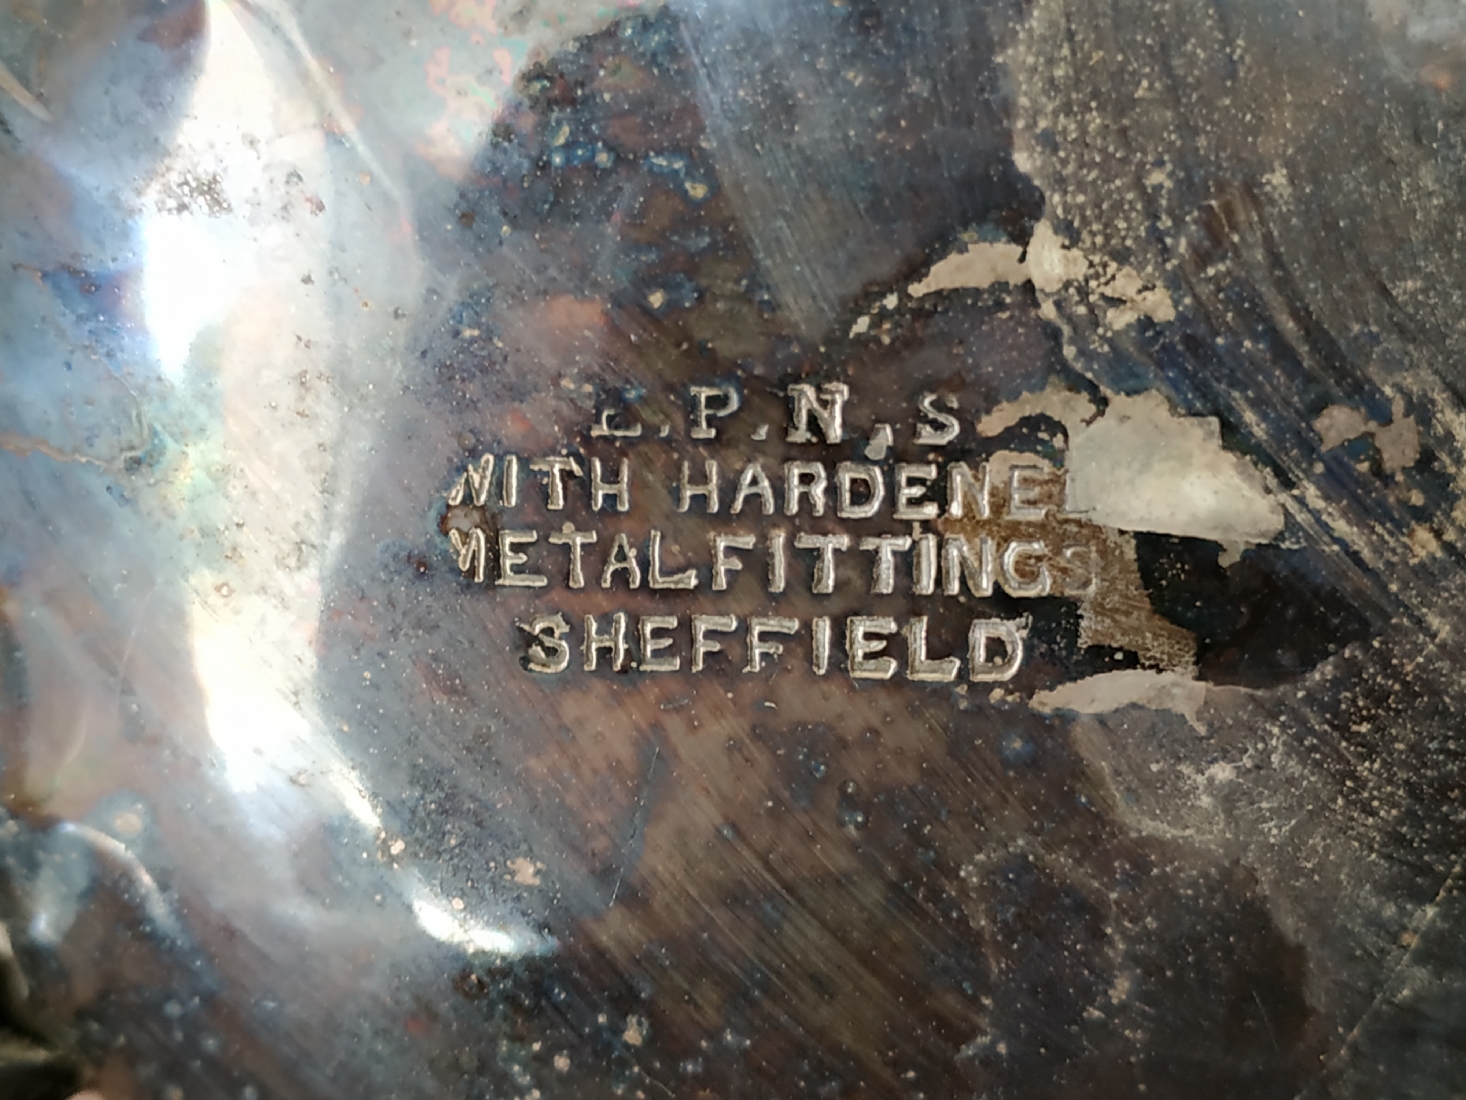 E.P.N.S
WITH HARDENED
METALFITTINGS
SHEFFIELD